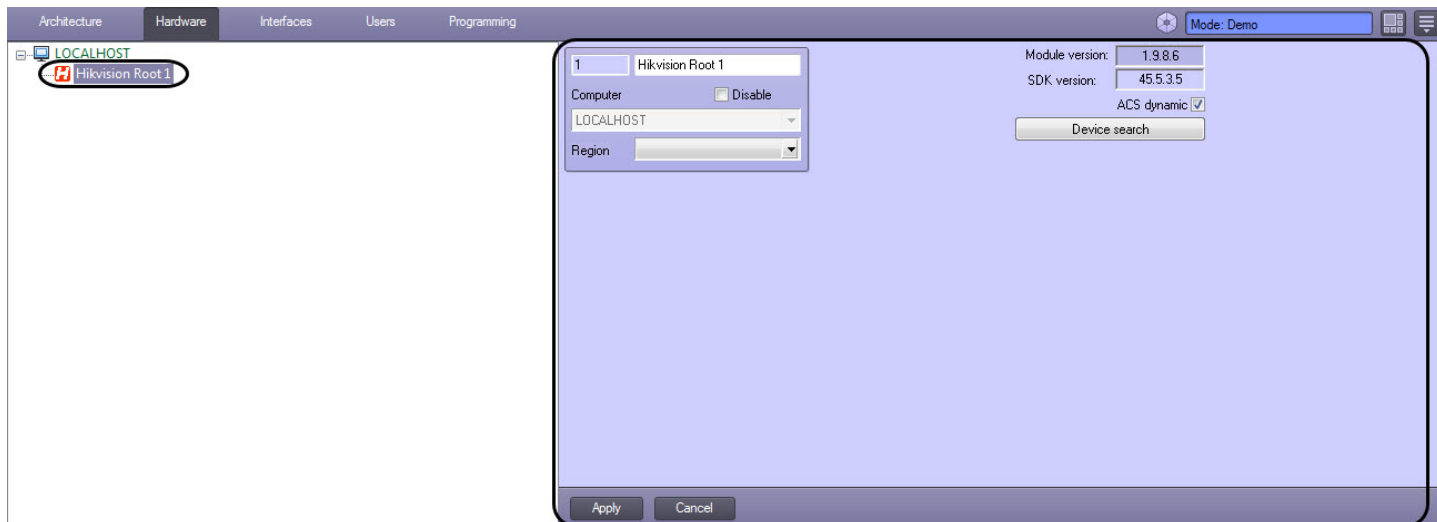 Architecture Hardware Interfaces Users Programming Mode: Demo
LOCALHOST
H Hikvision Root 1
1 Hikvision Root 1
Computer Disable
LOCALHOST
Region
Module version: 1.9.8.6
SDK version: 45.5.3.5
ACS dynamic
Device search
Apply Cancel